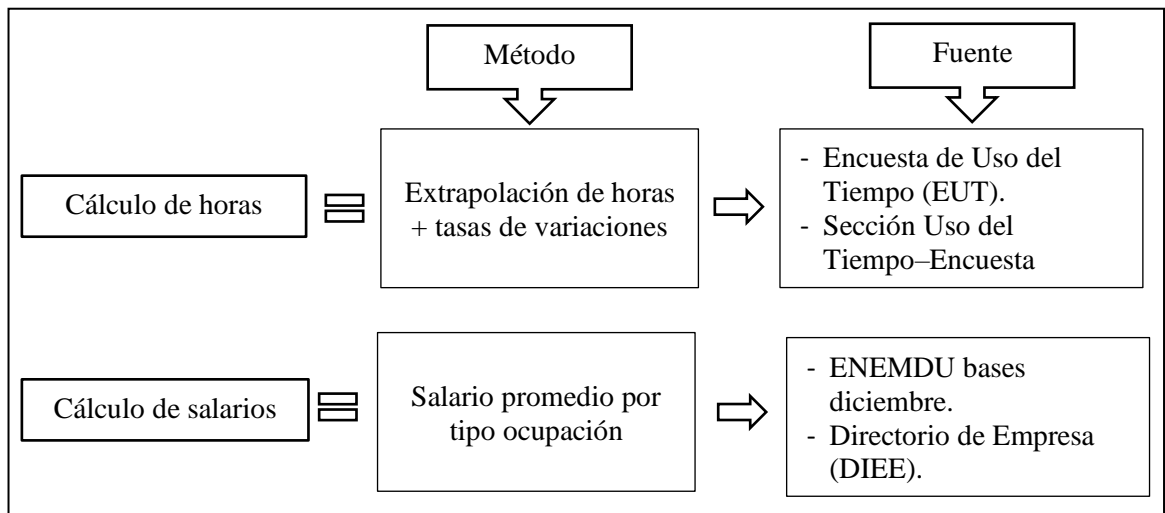 Método
Fuente
Cálculo de horas
Extrapolación de horas
+ tasas de variaciones
- Encuesta de Uso del
Tiempo (EUT).
- Sección Uso del
Tiempo–Encuesta
Cálculo de salarios
Salario promedio por
tipo ocupación
- ENEMDU bases
diciembre.
- Directorio de Empresa
(DIEE).